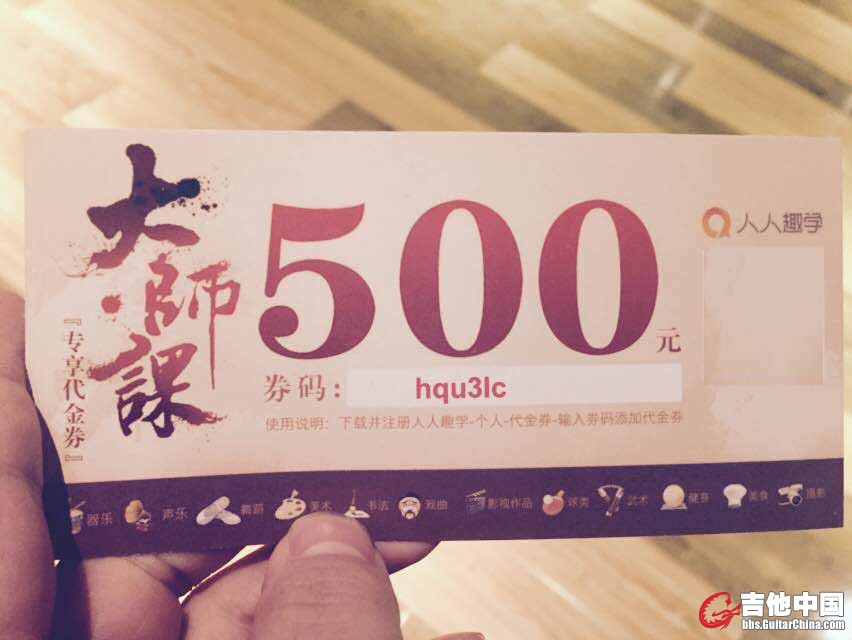 大師課
『专享代金券』
500元
人人趣学
券码：hqu3lc
使用说明：下载并注册人人趣学-个人-代金券-输入券码添加代金券
器乐 声乐 舞蹈 美术 书法 戏曲 影视作品 球类 武术 健身 美食 摄影
吉他中国
bbs.GuitarChina.com